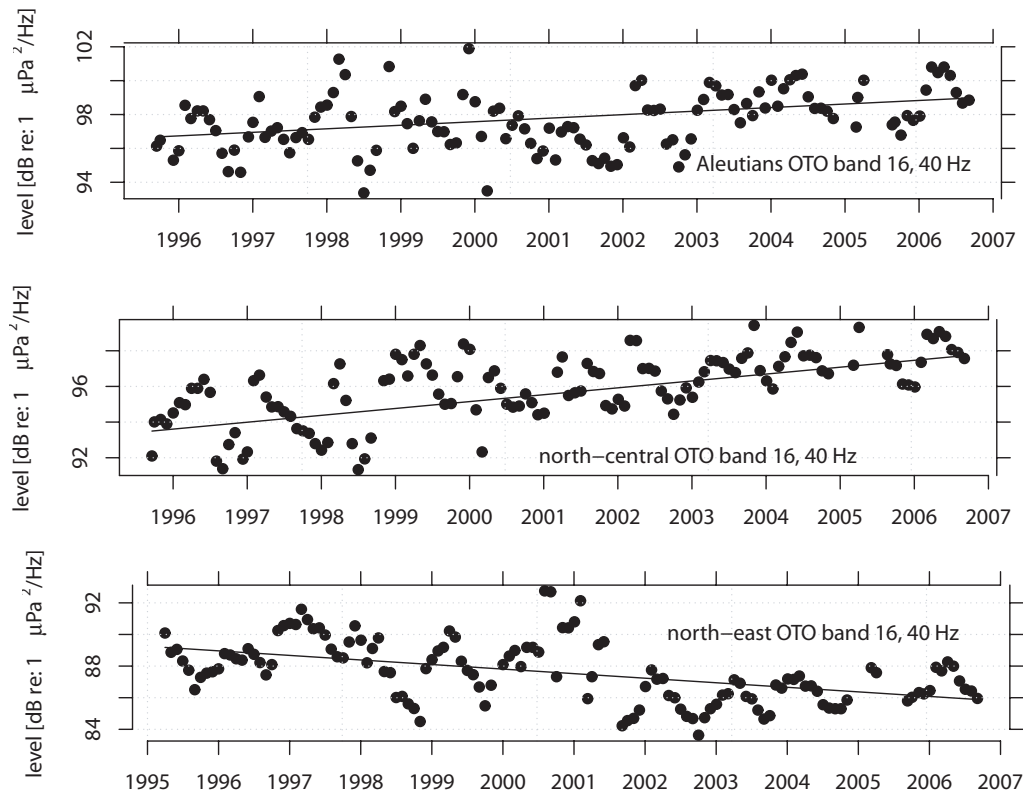 level [dB re: 1 µPa ²/Hz]
102
98
94
Aleutians OTO band 16, 40 Hz
1996 1997 1998 1999 2000 2001 2002 2003 2004 2005 2006 2007
level [dB re: 1 µPa ²/Hz]
96
92
north−central OTO band 16, 40 Hz
1996 1997 1998 1999 2000 2001 2002 2003 2004 2005 2006 2007
level [dB re: 1 µPa ²/Hz]
92
88
84
north−east OTO band 16, 40 Hz
1995 1996 1997 1998 1999 2000 2001 2002 2003 2004 2005 2006 2007